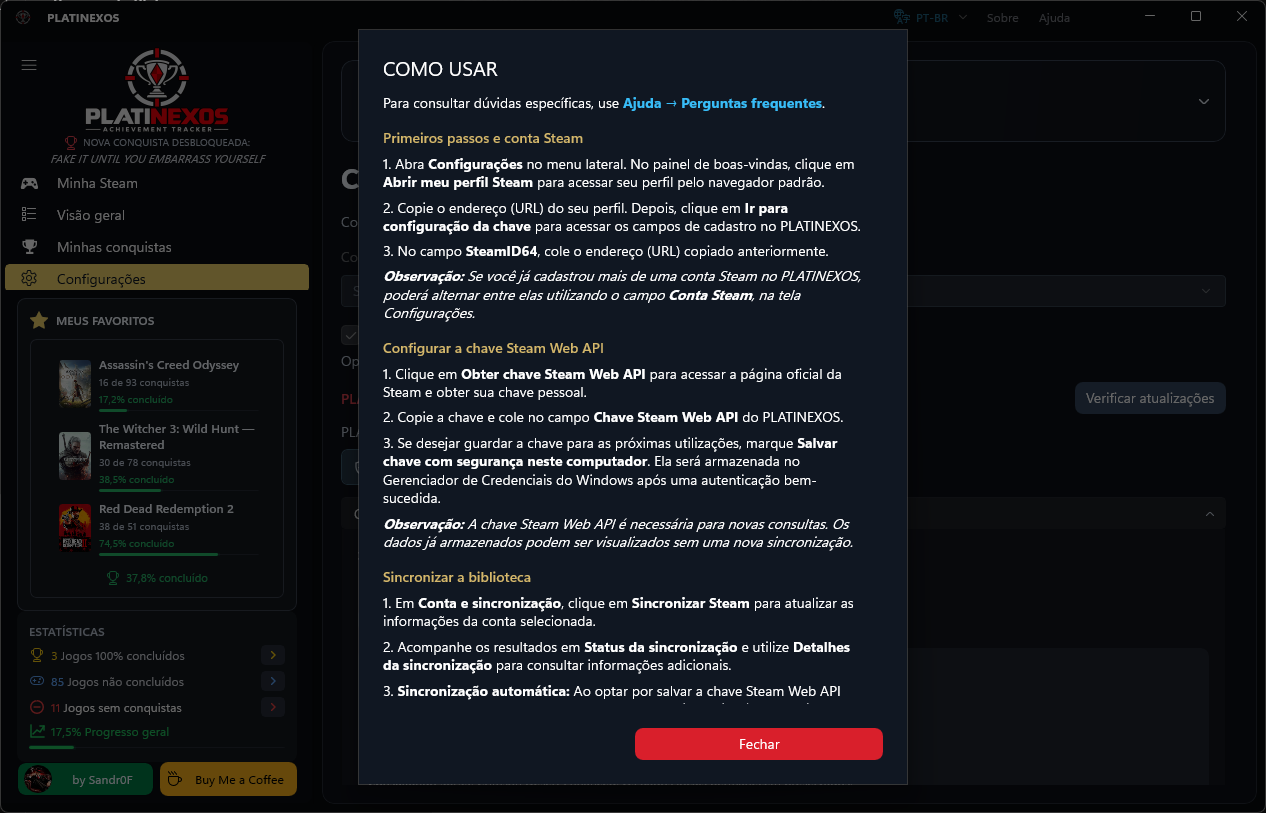 PLATINEXOS
PT-BR
Sobre
Ajuda
PLATINEXOS
ACHIEVEMENT TRACKER
NOVA CONQUISTA DESBLOQUEADA:
FAKE IT UNTIL YOU EMBARRASS YOURSELF
Minha Steam
Visão geral
Minhas conquistas
Configurações
MEUS FAVORITOS
Assassin's Creed Odyssey
16 de 93 conquistas
17,2% concluído
The Witcher 3: Wild Hunt —
Remastered
30 de 78 conquistas
38,5% concluído
Red Dead Redemption 2
38 de 51 conquistas
74,5% concluído
37,8% concluído
ESTATÍSTICAS
3 Jogos 100% concluídos
85 Jogos não concluídos
11 Jogos sem conquistas
17,5% Progresso geral
by Sandr0F
Buy Me a Coffee
COMO USAR
Para consultar dúvidas específicas, use Ajuda → Perguntas frequentes.
Primeiros passos e conta Steam
1. Abra Configurações no menu lateral. No painel de boas-vindas, clique em
Abrir meu perfil Steam para acessar seu perfil pelo navegador padrão.
2. Copie o endereço (URL) do seu perfil. Depois, clique em Ir para
configuração da chave para acessar os campos de cadastro no PLATINEXOS.
3. No campo SteamID64, cole o endereço (URL) copiado anteriormente.
Observação: Se você já cadastrou mais de uma conta Steam no PLATINEXOS,
poderá alternar entre elas utilizando o campo Conta Steam, na tela
Configurações.
Configurar a chave Steam Web API
1. Clique em Obter chave Steam Web API para acessar a página oficial da
Steam e obter sua chave pessoal.
2. Copie a chave e cole no campo Chave Steam Web API do PLATINEXOS.
3. Se desejar guardar a chave para as próximas utilizações, marque Salvar
chave com segurança neste computador. Ela será armazenada no
Gerenciador de Credenciais do Windows após uma autenticação bem-
sucedida.
Observação: A chave Steam Web API é necessária para novas consultas. Os
dados já armazenados podem ser visualizados sem uma nova sincronização.
Sincronizar a biblioteca
1. Em Conta e sincronização, clique em Sincronizar Steam para atualizar as
informações da conta selecionada.
2. Acompanhe os resultados em Status da sincronização e utilize Detalhes
da sincronização para consultar informações adicionais.
3. Sincronização automática: Ao optar por salvar a chave Steam Web API
Fechar
Verificar atualizações